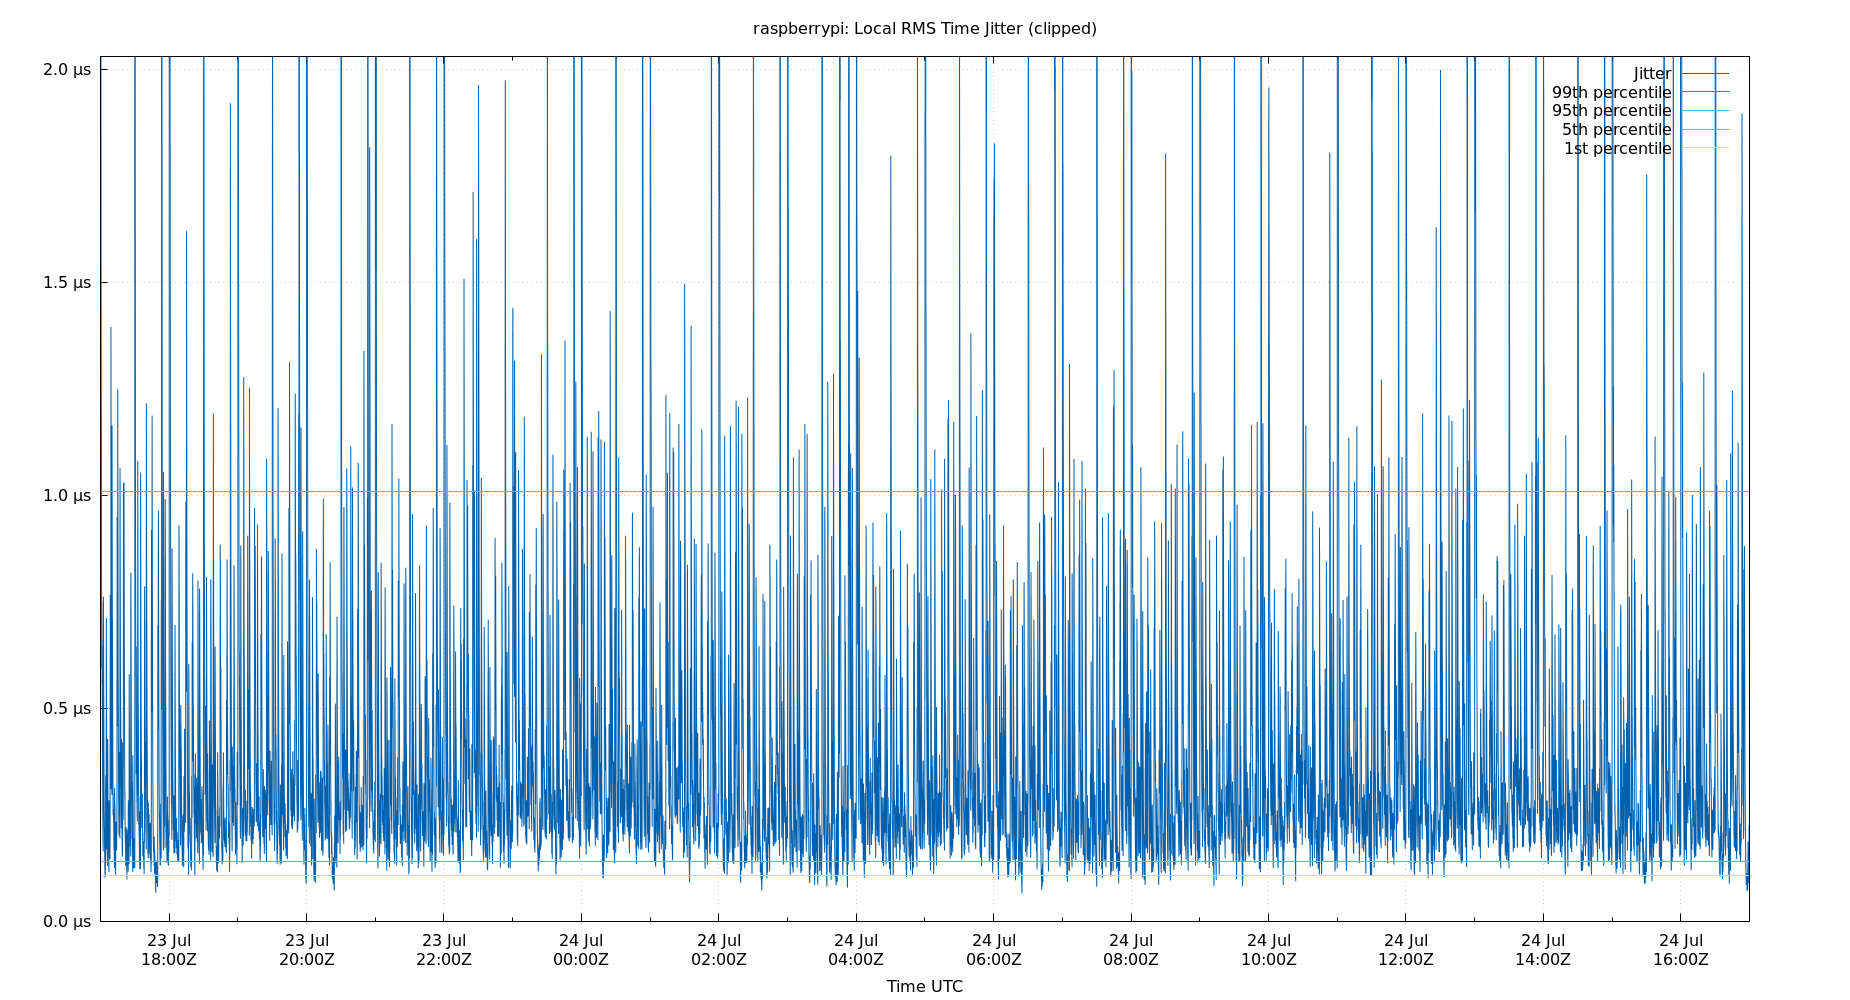 raspberrypi: Local RMS Time Jitter (clipped)
2.0 µs
1.5 µs
1.0 µs
0.5 µs
0.0 µs
Jitter
99th percentile
95th percentile
5th percentile
1st percentile
23 Jul 23 Jul 23 Jul 24 Jul 24 Jul 24 Jul 24 Jul 24 Jul 24 Jul 24 Jul 24 Jul 24 Jul
18:00Z 20:00Z 22:00Z 00:00Z 02:00Z 04:00Z 06:00Z 08:00Z 10:00Z 12:00Z 14:00Z 16:00Z
Time UTC